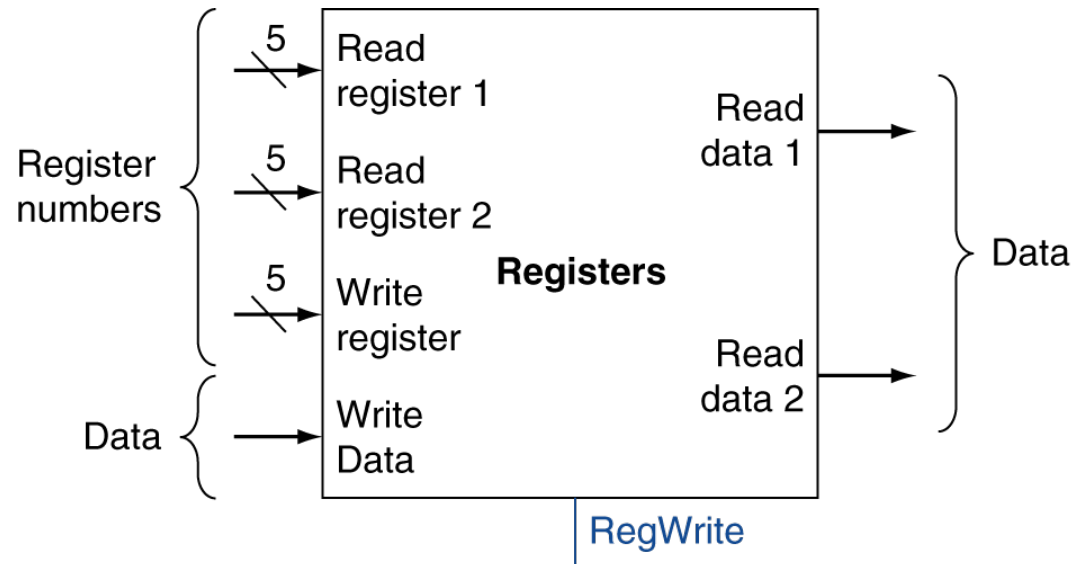 Register
numbers
5
Read
register 1
5
Read
register 2
5
Write
register
Data
Write
Data
Registers
Read
data 1
Read
data 2
Data
RegWrite